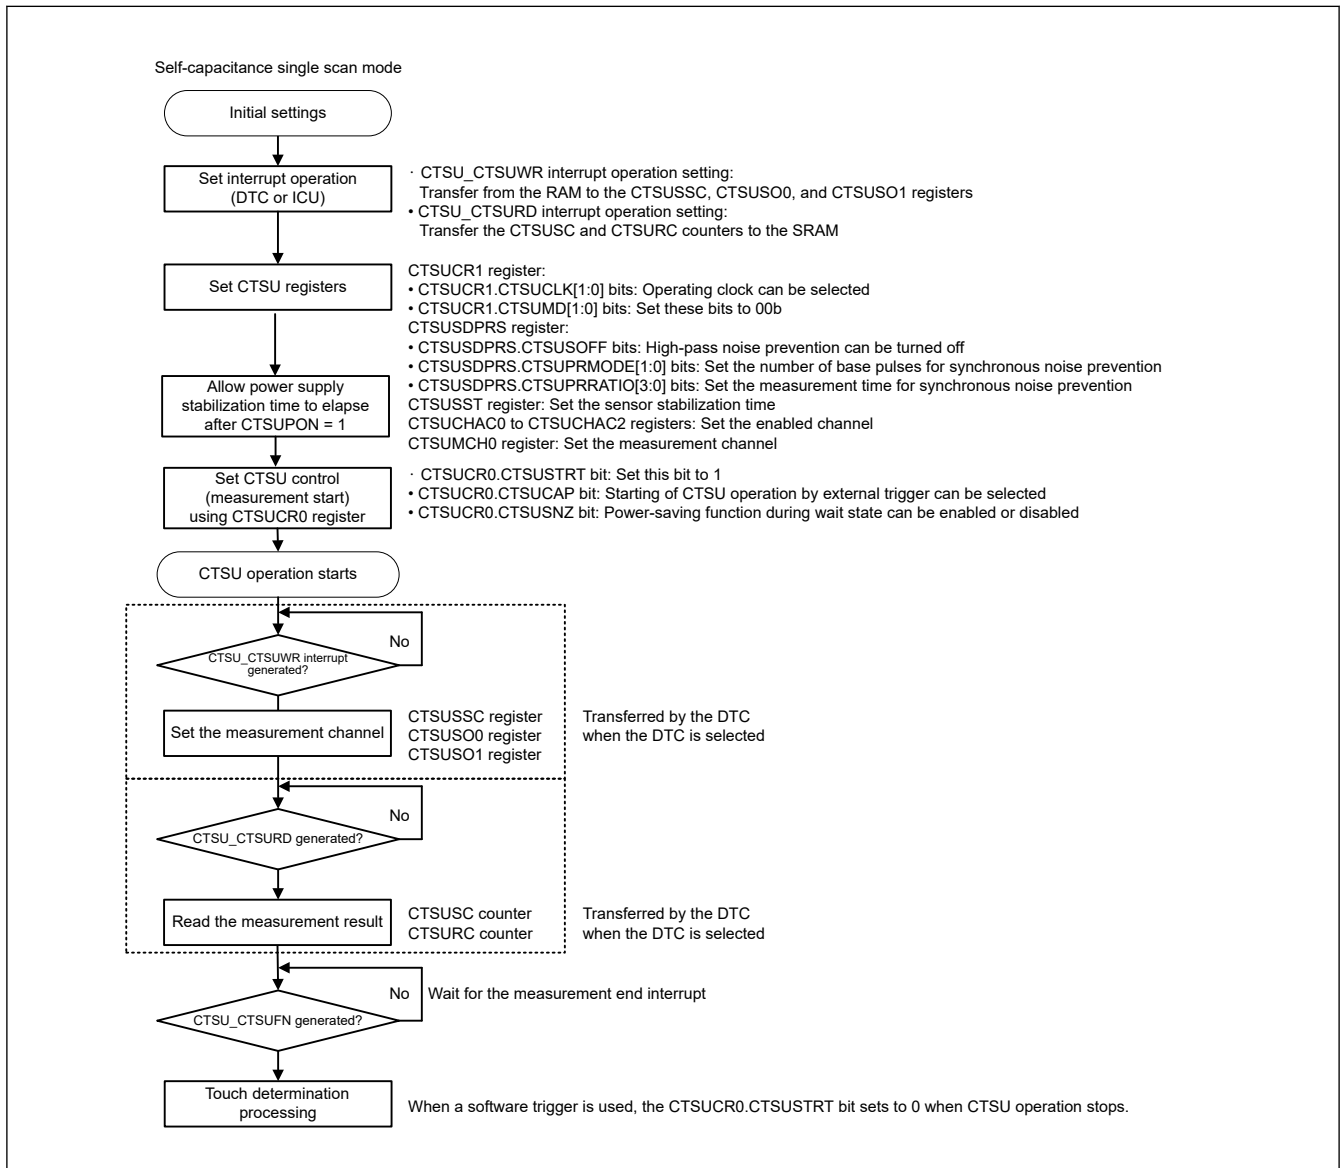 Self-capacitance single scan mode
Initial settings
Set interrupt operation
(DTC or ICU)
· CTSU_CTSUWR interrupt operation setting:
Transfer from the RAM to the CTSUSSC, CTSUSO0, and CTSUSO1 registers
• CTSU_CTSURD interrupt operation setting:
Transfer the CTSUSC and CTSURC counters to the SRAM
Set CTSU registers
CTSUCR1 register:
• CTSUCR1.CTSUCLK[1:0] bits: Operating clock can be selected
• CTSUCR1.CTSUMD[1:0] bits: Set these bits to 00b
CTSUSDPRS register:
• CTSUSDPRS.CTSUSOFF bits: High-pass noise prevention can be turned off
• CTSUSDPRS.CTSUPRMODE[1:0] bits: Set the number of base pulses for synchronous noise prevention
• CTSUSDPRS.CTSUPRRATIO[3:0] bits: Set the measurement time for synchronous noise prevention
CTSUSST register: Set the sensor stabilization time
CTSUCHAC0 to CTSUCHAC2 registers: Set the enabled channel
CTSUMCH0 register: Set the measurement channel
Allow power supply
stabilization time to elapse
after CTSUPON = 1
Set CTSU control
(measurement start)
using CTSUCR0 register
· CTSUCR0.CTSUSTRT bit: Set this bit to 1
• CTSUCR0.CTSUCAP bit: Starting of CTSU operation by external trigger can be selected
• CTSUCR0.CTSUSNZ bit: Power-saving function during wait state can be enabled or disabled
CTSU operation starts
No
CTSU_CTSUWR interrupt
generated?
Set the measurement channel
CTSUSSC register
CTSUSO0 register
CTSUSO1 register
Transferred by the DTC
when the DTC is selected
No
CTSU_CTSURD generated?
Read the measurement result
CTSUSC counter
CTSURC counter
Transferred by the DTC
when the DTC is selected
No
Wait for the measurement end interrupt
CTSU_CTSUFN generated?
Touch determination
processing
When a software trigger is used, the CTSUCR0.CTSUSTRT bit sets to 0 when CTSU operation stops.